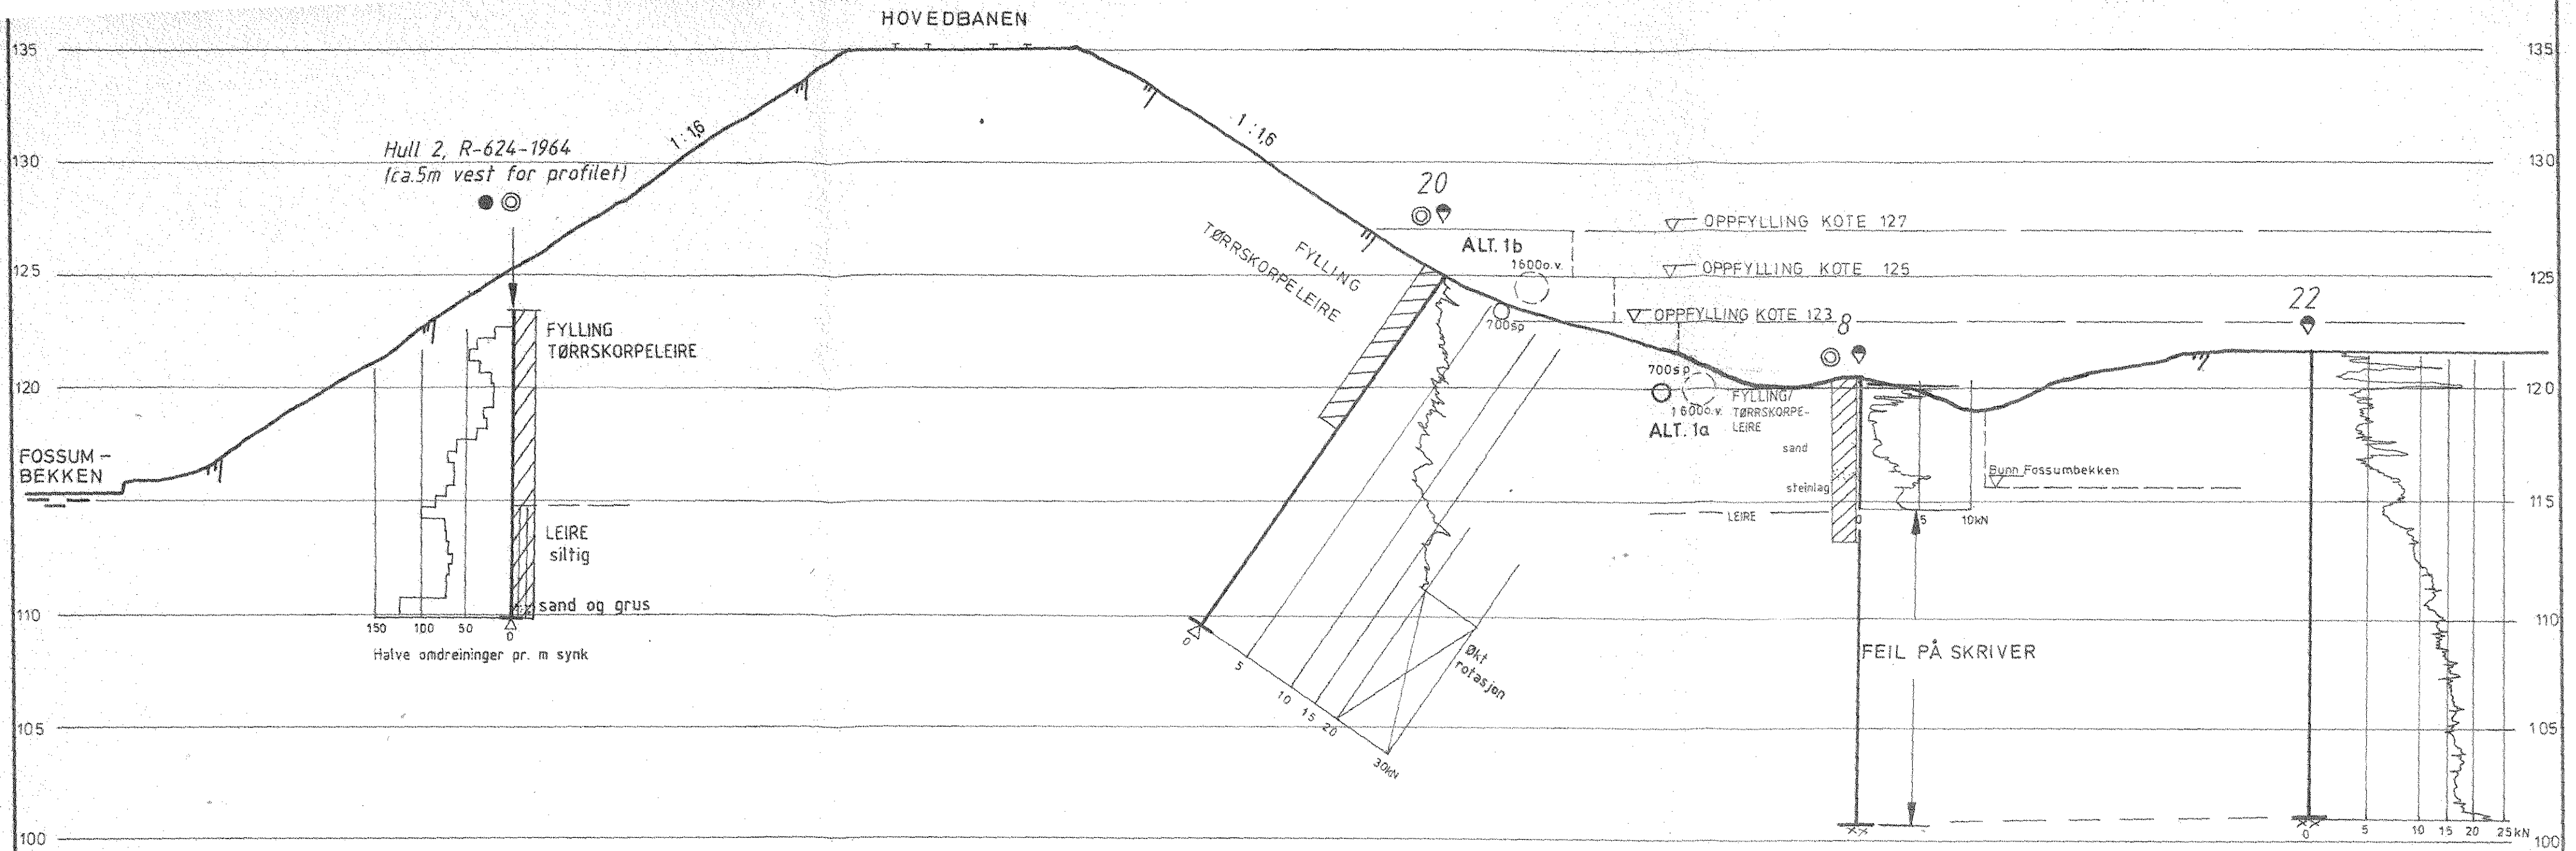 HOVEDBANEN
135
135
1:1,6
1:1,6
Hull 2, R-624-1964
(ca.5m vest for profilet)
130
130
20
OPPFYLLING KOTE 127
FYLLING
TØRRSKORPELEIRE
ALT. 1b
1600o.v.
OPPFYLLING KOTE 125
125
125
22
700sp
OPPFYLLING KOTE 123
8
FYLLING
TØRRSKORPELEIRE
700sp
120
120
1600o.v.
ALT. 1a
FYLLING/
TØRRSKORPE-
LEIRE
sand
FOSSUM-
BEKKEN
Bunn Fossumbekken
steinlag
115
115
LEIRE
0 5 10kN
LEIRE
siltig
sand og grus
110
110
150 100 50 0
Halve omdreininger pr. m synk
0 5 10 15 20 30kN
Økt
rotasjon
FEIL PÅ SKRIVER
105
105
100
100
0 5 10 15 20 25kN